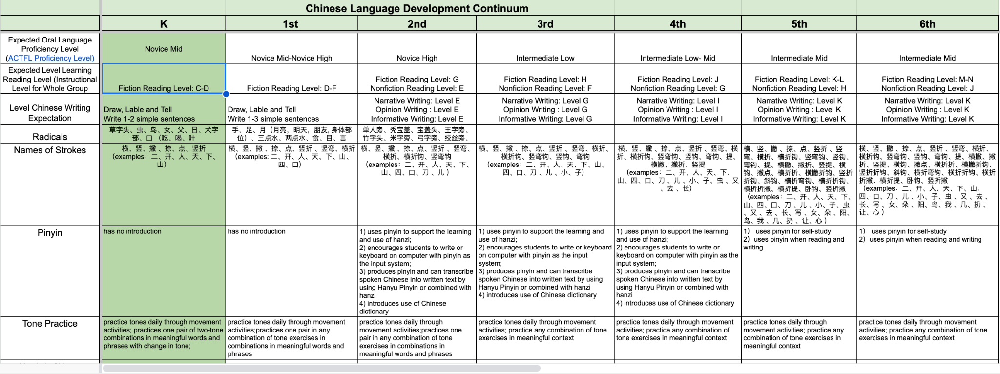 Chinese Language Development Continuum
K
1st
2nd
3rd
4th
5th
6th
Expected Oral Language
Proficiency Level
(ACTFL Proficiency Level)
Novice Mid
Novice Mid-Novice High
Novice High
Intermediate Low
Intermediate Low- Mid
Intermediate Mid
Intermediate Mid
Expected Level Learning
Reading Level (Instructional
Level for Whole Group
Fiction Reading Level: C-D
Fiction Reading Level: D-F
Fiction Reading Level: G
Nonfiction Reading Level: E
Fiction Reading Level: H
Nonfiction Reading Level: F
Fiction Reading Level: J
Nonfiction Reading Level: G
Fiction Reading Level: K-L
Nonfiction Reading Level: H
Fiction Reading Level: M-N
Nonfiction Reading Level: J
Level Chinese Writing
Expectation
Draw, Lable and Tell
Write 1-2 simple sentences
Draw, Lable and Tell
Write 1-3 simple sentences
Narrative Writing: Level E
Opinion Writing : Level E
Informative Writing: Level E
Narrative Writing: Level G
Opinion Writing : Level G
Informative Writing: Level G
Narrative Writing: Level I
Opinion Writing : Level I
Informative Writing: Level I
Narrative Writing: Level K
Opinion Writing : Level K
Informative Writing: Level K
Narrative Writing: Level K
Opinion Writing : Level K
Informative Writing: Level K
Radicals
草字头、虫、鸟、女、父、日、犬字
部、口（吃、喝、叶
手、足、月（月亮，明天，朋友, 身体部
位）、三点水、两点水、食、目、言
单人旁、秃宝盖、宝盖头、王字旁、
竹字头、米字旁、弓字旁、绞丝旁、
Names of Strokes
横、竖、撇 、捺、点、竖折
（examples：二、开、人、天、下、
山）
横、竖、撇 、捺、点、竖折 、竖弯、横折
（examples: 二、开、人、天、下、山、
四、口）
横、竖、撇 、捺、点、竖折 、竖弯、
横折、横折钩、竖弯钩
（examples：二、开、人、天、下、
山、四、口、刀 、儿 ）
横、竖、撇 、捺、点、竖折 、竖弯、横折、
横折钩、竖弯钩、竖钩、弯钩
（examples：二、开、人、天、下、山、
四、口、刀 、儿 、小、子）
横、竖、撇 、捺、点、竖折 、竖弯、横
折、横折钩、竖弯钩、竖钩、弯钩、提、
横撇、撇折、竖提
（examples：二、开、人、天、下、
山、四、口、刀 、儿 、小、子、虫 、又
、去 、长）
横、竖、撇 、捺、点、竖折 、竖
弯、横折、横折钩、竖弯钩、竖钩、
弯钩、提、横撇、撇折、竖提、横
钩、撇点、横折折、横撇折钩、竖折
折钩、斜钩、横折弯钩、横折折钩、
横折折撇、横折提、卧钩、竖折撇
（examples：二、开、人、天、下、
山、四、口、刀 、儿 、小、子、虫
、又 、去 、长、写 、女、朵 、阳、
鸟、我 、几、扔 、让、心 ）
横、竖、撇 、捺、点、竖折 、竖弯、横折、
横折钩、竖弯钩、竖钩、弯钩、提、横撇、撇
折、竖提、横钩、撇点、横折折、横撇折钩、
竖折折钩、斜钩、横折弯钩、横折折钩、横折
折撇、横折提、卧钩、竖折撇
（examples：二、开、人、天、下、山、
四、口、刀 、儿 、小、子、虫 、又 、去 、
长、写 、女、朵 、阳、鸟、我 、几、扔 、
让、心 ）
Pinyin
has no introduction
has no introduction
1) uses pinyin to support the learning
and use of hanzi;
2) encourages students to write or
keyboard on computer with pinyin as
the input system;
3) produces pinyin and can transcribe
spoken Chinese into written text by
using Hanyu Pinyin or combined with
hanzi
4) introduces use of Chinese
dictionary
1) uses pinyin to support the learning and
use of hanzi;
2) encourages students to write or keyboard
on computer with pinyin as the input
system;
3) produces pinyin and can transcribe
spoken Chinese into written text by using
Hanyu Pinyin or combined with hanzi
4) introduces use of Chinese dictionary
1) uses pinyin to support the learning
and use of hanzi;
2) encourages students to write or
keyboard on computer with pinyin as the
input system;
3) produces pinyin and can transcribe
spoken Chinese into written text by
using Hanyu Pinyin or combined with
hanzi
4) introduces use of Chinese dictionary
1） uses pinyin for self-study
2）uses pinyin when reading and
writing
1） uses pinyin for self-study
2）uses pinyin when reading and writing
Tone Practice
practice tones daily through movement
activities; practices one pair of two-tone
combinations in meaningful words and
phrases with change in tone;
practice tones daily through movement
activities;practices one pair in any
combination of tone exercises in
combinations in meaningful words and
phrases
practice tones daily through
movement activities;practices one
pair in any combination of tone
exercises in combinations in
meaningful words and phrases
practice tones daily through movement
activities; practice any combination of tone
exercises in meaningful context
practice tones daily through movement
activities; practice any combination of
tone exercises in meaningful context
practice tones daily through
movement activities; practice any
combination of tone exercises in
meaningful context
practice tones daily through movement
activities; practice any combination of tone
exercises in meaningful context